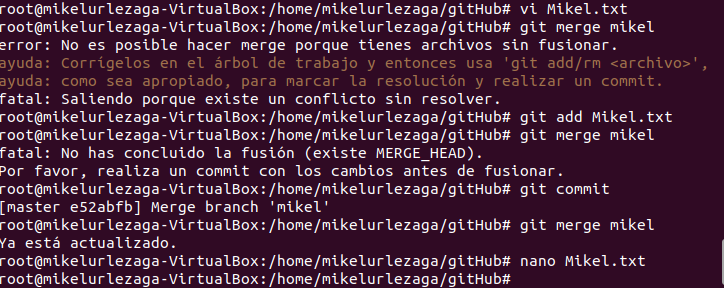 root@mikelurlezaga-VirtualBox:/home/mikelurlezaga/gitHub# vi Mikel.txt
root@mikelurlezaga-VirtualBox:/home/mikelurlezaga/gitHub# git merge mikel
error: No es posible hacer merge porque tienes archivos sin fusionar.
ayuda: Corrígelos en el árbol de trabajo y entonces usa 'git add/rm <archivo>',
ayuda: como sea apropiado, para marcar la resolución y realizar un commit.
fatal: Saliendo porque existe un conflicto sin resolver.
root@mikelurlezaga-VirtualBox:/home/mikelurlezaga/gitHub# git add Mikel.txt
root@mikelurlezaga-VirtualBox:/home/mikelurlezaga/gitHub# git merge mikel
fatal: No has concluido la fusión (existe MERGE_HEAD).
Por favor, realiza un commit con los cambios antes de fusionar.
root@mikelurlezaga-VirtualBox:/home/mikelurlezaga/gitHub# git commit
[master e52abfb] Merge branch 'mikel'
root@mikelurlezaga-VirtualBox:/home/mikelurlezaga/gitHub# git merge mikel
Ya está actualizado.
root@mikelurlezaga-VirtualBox:/home/mikelurlezaga/gitHub# nano Mikel.txt
root@mikelurlezaga-VirtualBox:/home/mikelurlezaga/gitHub#